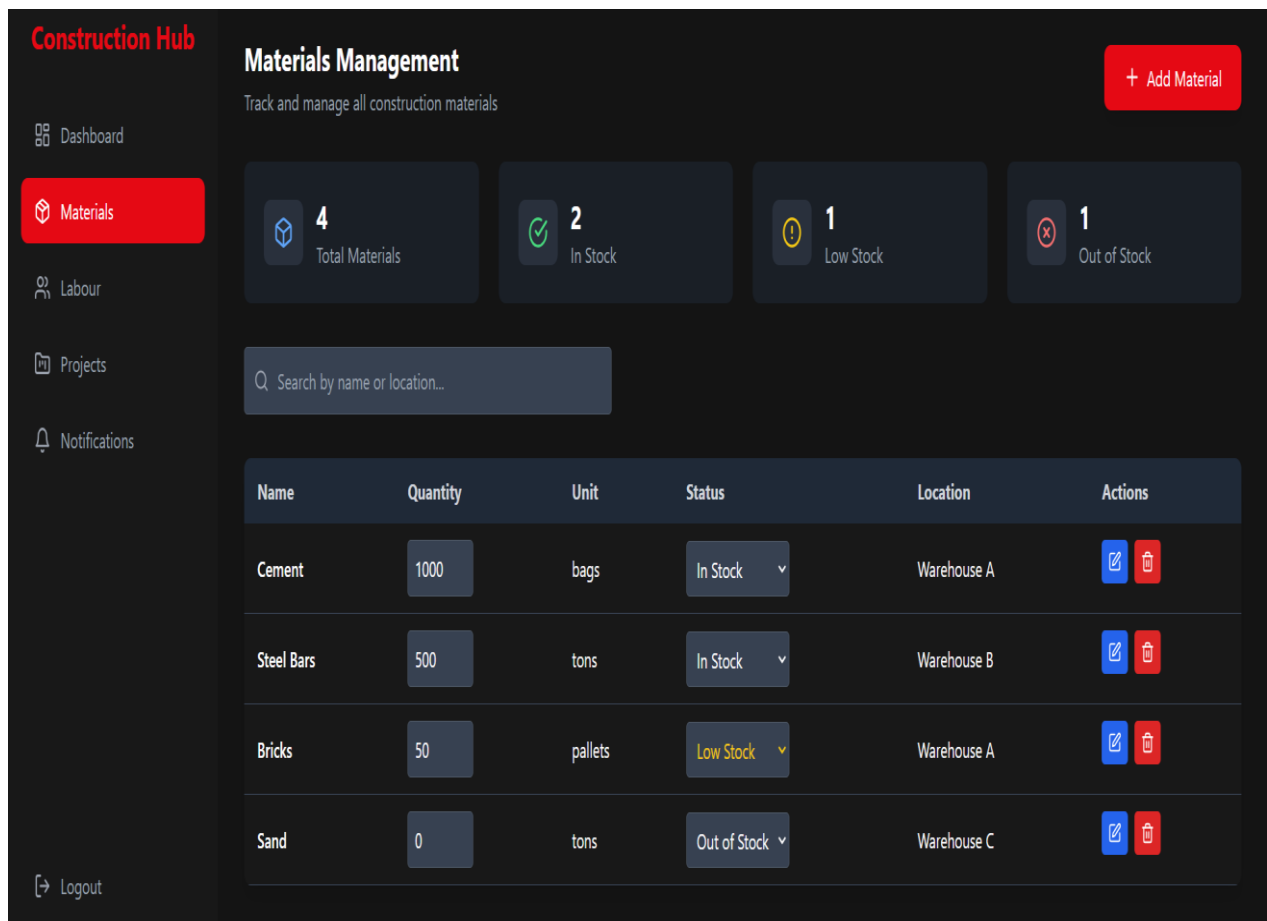 Construction Hub
Dashboard
Materials
Labour
Projects
Notifications
Logout
Materials Management
Track and manage all construction materials
+ Add Material
4
Total Materials
2
In Stock
1
Low Stock
1
Out of Stock
Search by name or location...
Name Quantity Unit Status Location Actions
Cement 1000 bags In Stock Warehouse A
Steel Bars 500 tons In Stock Warehouse B
Bricks 50 pallets Low Stock Warehouse A
Sand 0 tons Out of Stock Warehouse C